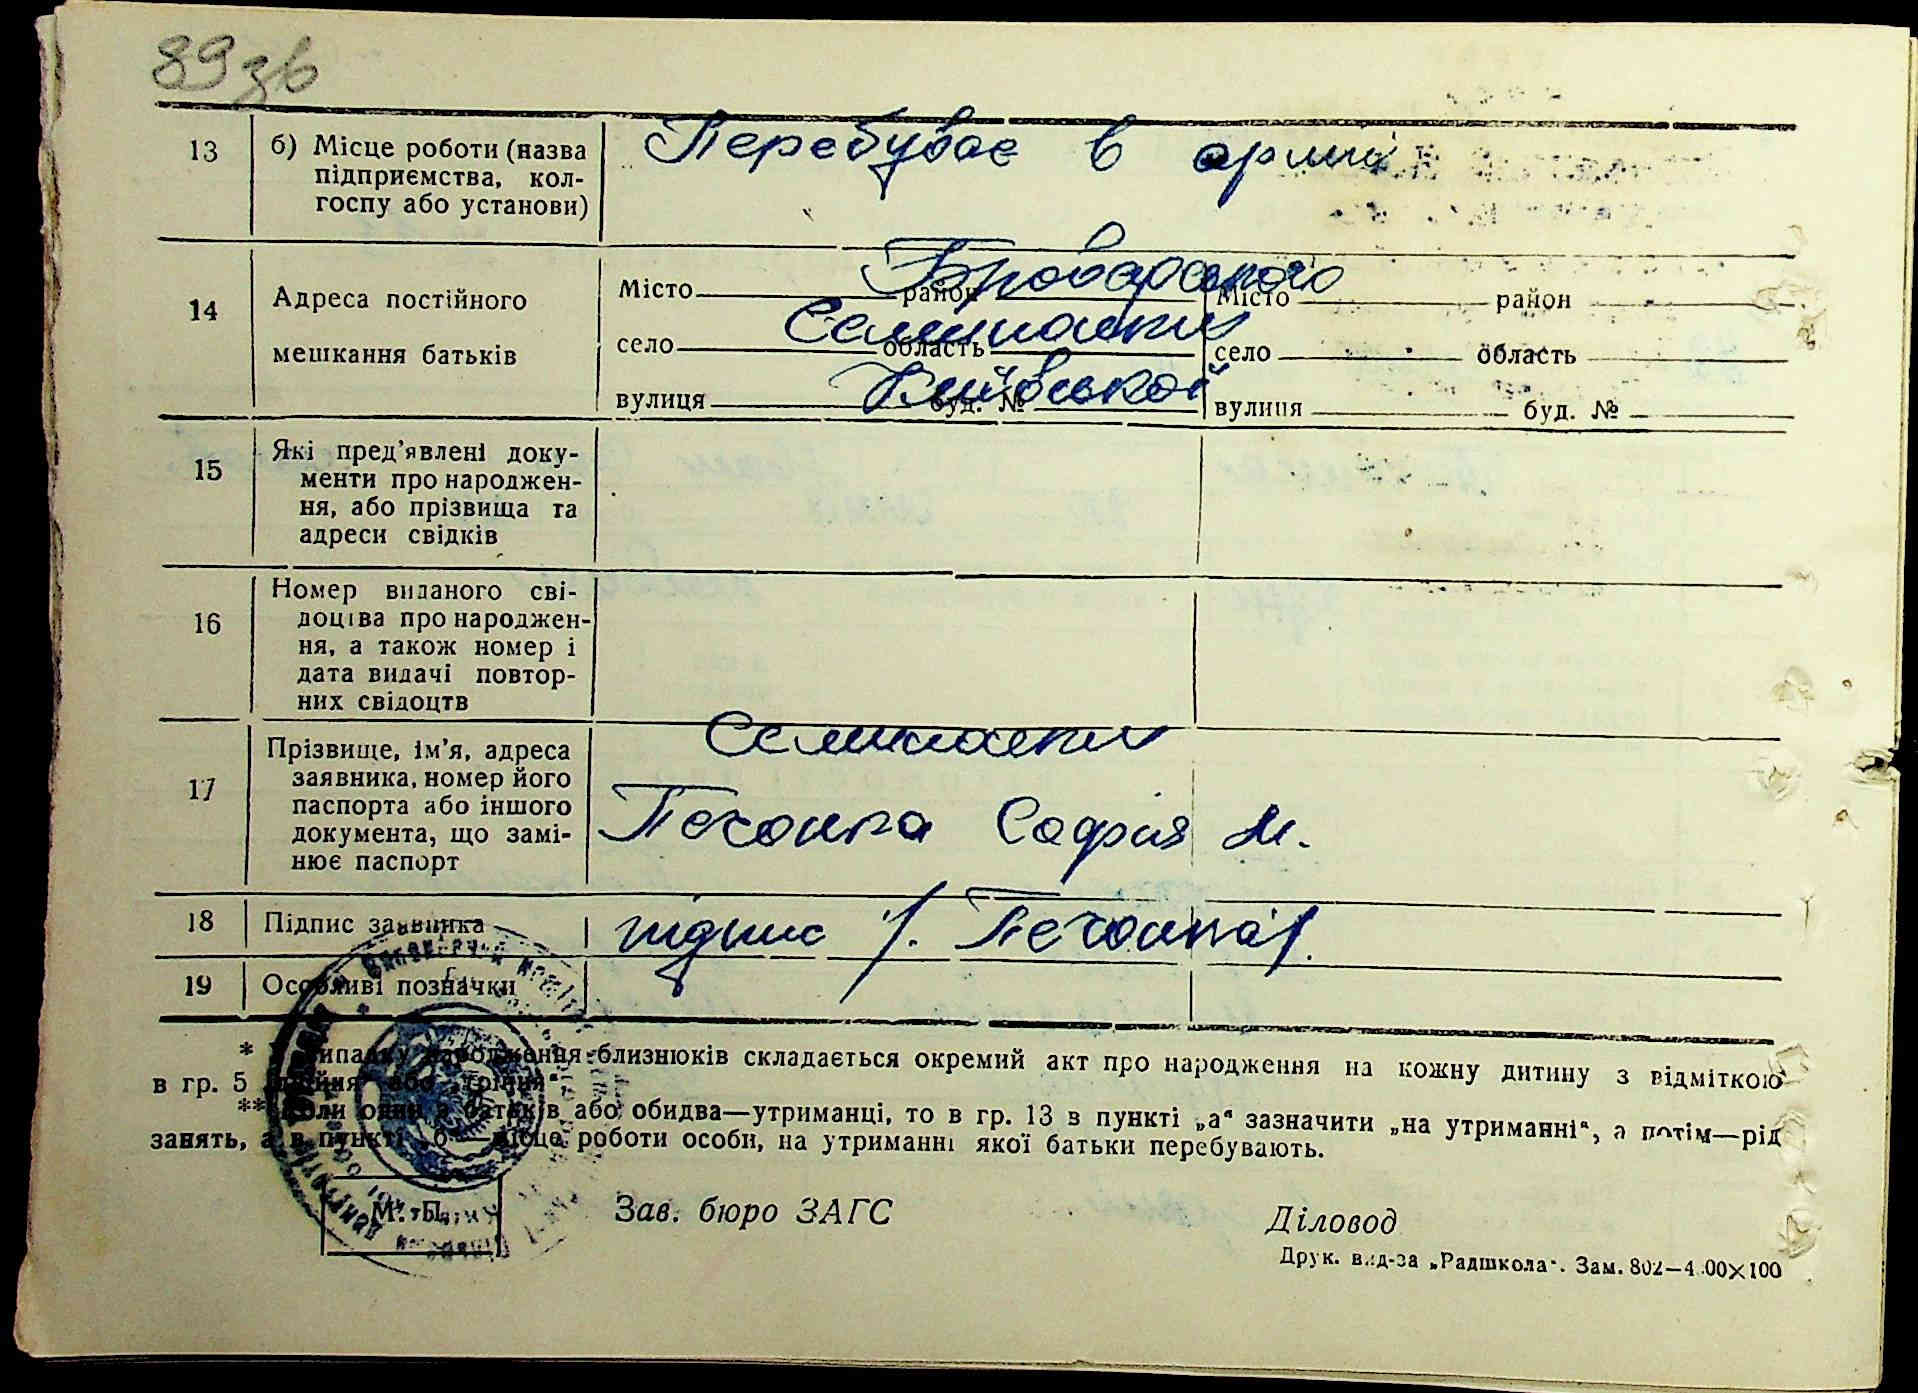 89зв
13 б) Місце роботи (назва Перебуває в армии
підприємства, кол-
госпу або установи)
14 Адреса постійного
мешкання батьків
Місто район Броварського Місто район
село Семиполки область село область
вулиця Київської буд. № вулиця буд. №
15 Які пред'явлені доку-
менти про народжен-
ня, або прізвища та
адреси свідків
16 Номер виданого сві-
доцтва про народжен-
ня, а також номер і
дата видачі повтор-
них свідоцтв
Семиполки
17 Прізвище, ім'я, адреса
заявника, номер його
паспорта або іншого
документа, що замі-
нює паспорт
Софія М.
18 Підпис заявника підпис
19 Особливі позначки
* У випадку народження близнюків складається окремий акт про народження на кожну дитину з відміткою
в гр. 5 „двійня“ або „трійня“.
** Коли один з батьків або обидва—утриманці, то в гр. 13 в пункті „а“ зазначити „на утриманні“, а потім—рід
занять, а в пункті „б“—місце роботи особи, на утриманні якої батьки перебувають.
М. П.
Зав. бюро ЗАГС
Діловод
Друк. вид-ва „Радшкола“. Зам. 802—4.00×100